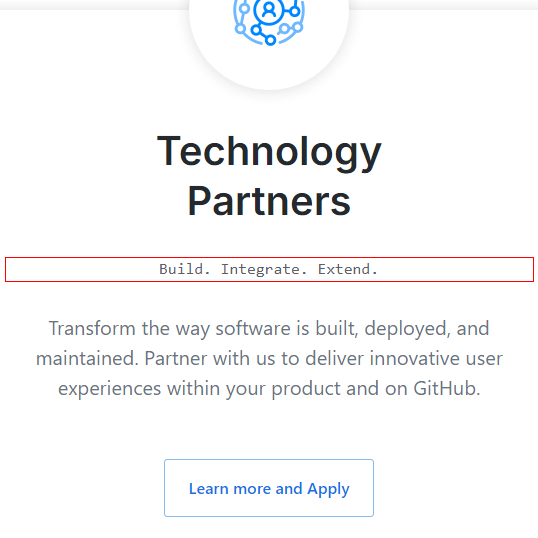 Technology
Partners
Build. Integrate. Extend.
Transform the way software is built, deployed, and
maintained. Partner with us to deliver innovative user
experiences within your product and on GitHub.
Learn more and Apply